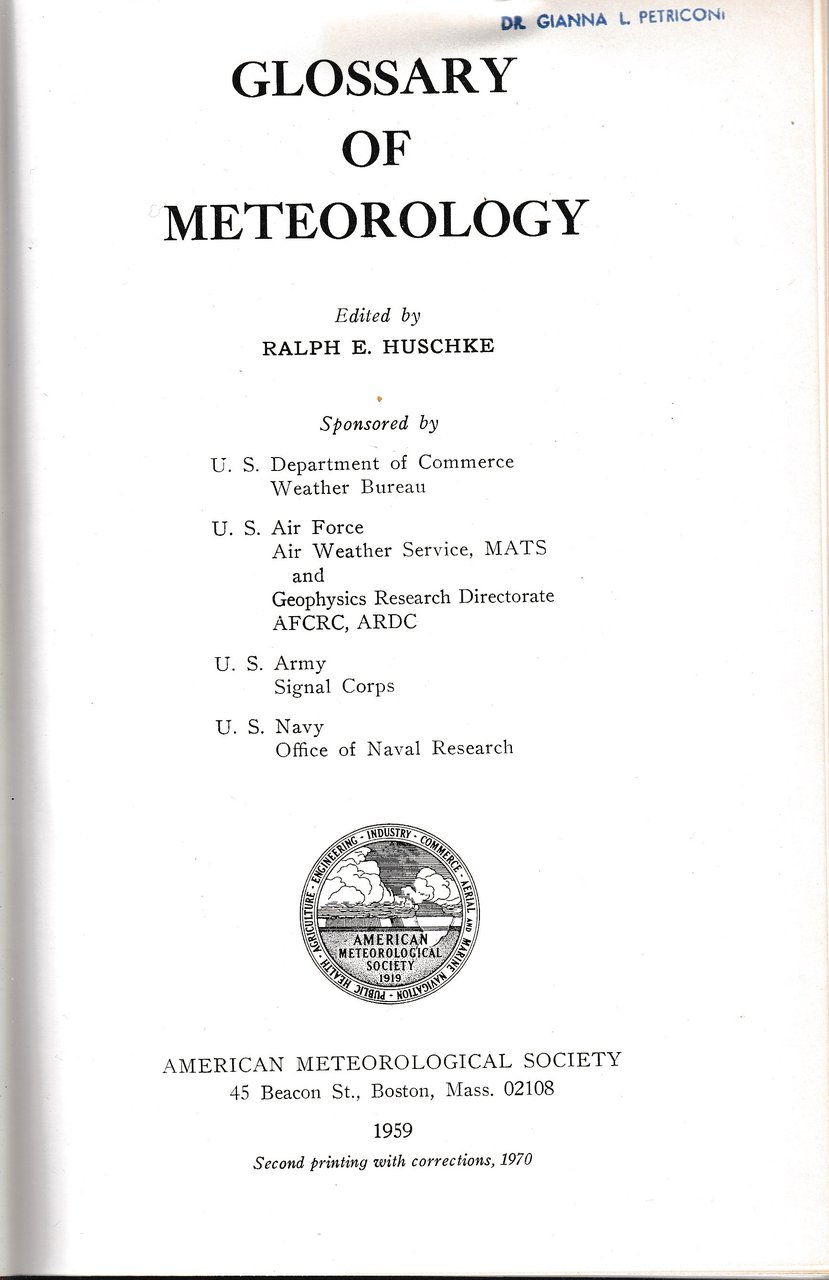 DR. GIANNA L. PETRICONI
GLOSSARY
OF
METEOROLOGY
Edited by
RALPH E. HUSCHKE
Sponsored by
U. S. Department of Commerce
Weather Bureau
U. S. Air Force
Air Weather Service, MATS
and
Geophysics Research Directorate
AFCRC, ARDC
U. S. Army
Signal Corps
U. S. Navy
Office of Naval Research
AGRICULTURE · ENGINEERING · INDUSTRY · COMMERCE · AERIAL AND MARINE NAVIGATION · PUBLIC HEALTH ·
AMERICAN
METEOROLOGICAL
SOCIETY
1919
AMERICAN METEOROLOGICAL SOCIETY
45 Beacon St., Boston, Mass. 02108
1959
Second printing with corrections, 1970